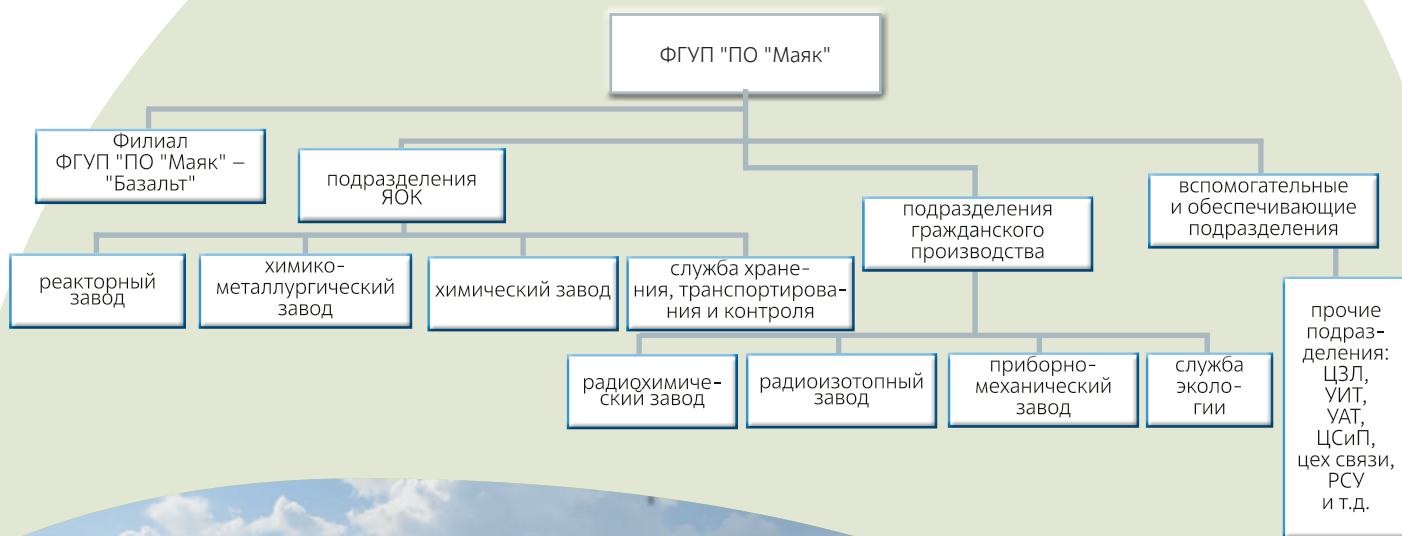 ФГУП "ПО "Маяк"
Филиал
ФГУП "ПО "Маяк" –
"Базальт"
подразделения
ЯОК
подразделения
гражданского
производства
вспомогательные
и обеспечивающие
подразделения
реакторный
завод
химико-
металлургический
завод
химический завод
служба хране-
ния, транспортирова-
ния и контроля
радиохимиче-
ский завод
радиоизотопный
завод
приборно-
механический
завод
служба
эколо-
гии
прочие
подраз-
деления:
ЦЗЛ,
УИТ,
УАТ,
ЦСиП,
цех связи,
РСУ
и т.д.